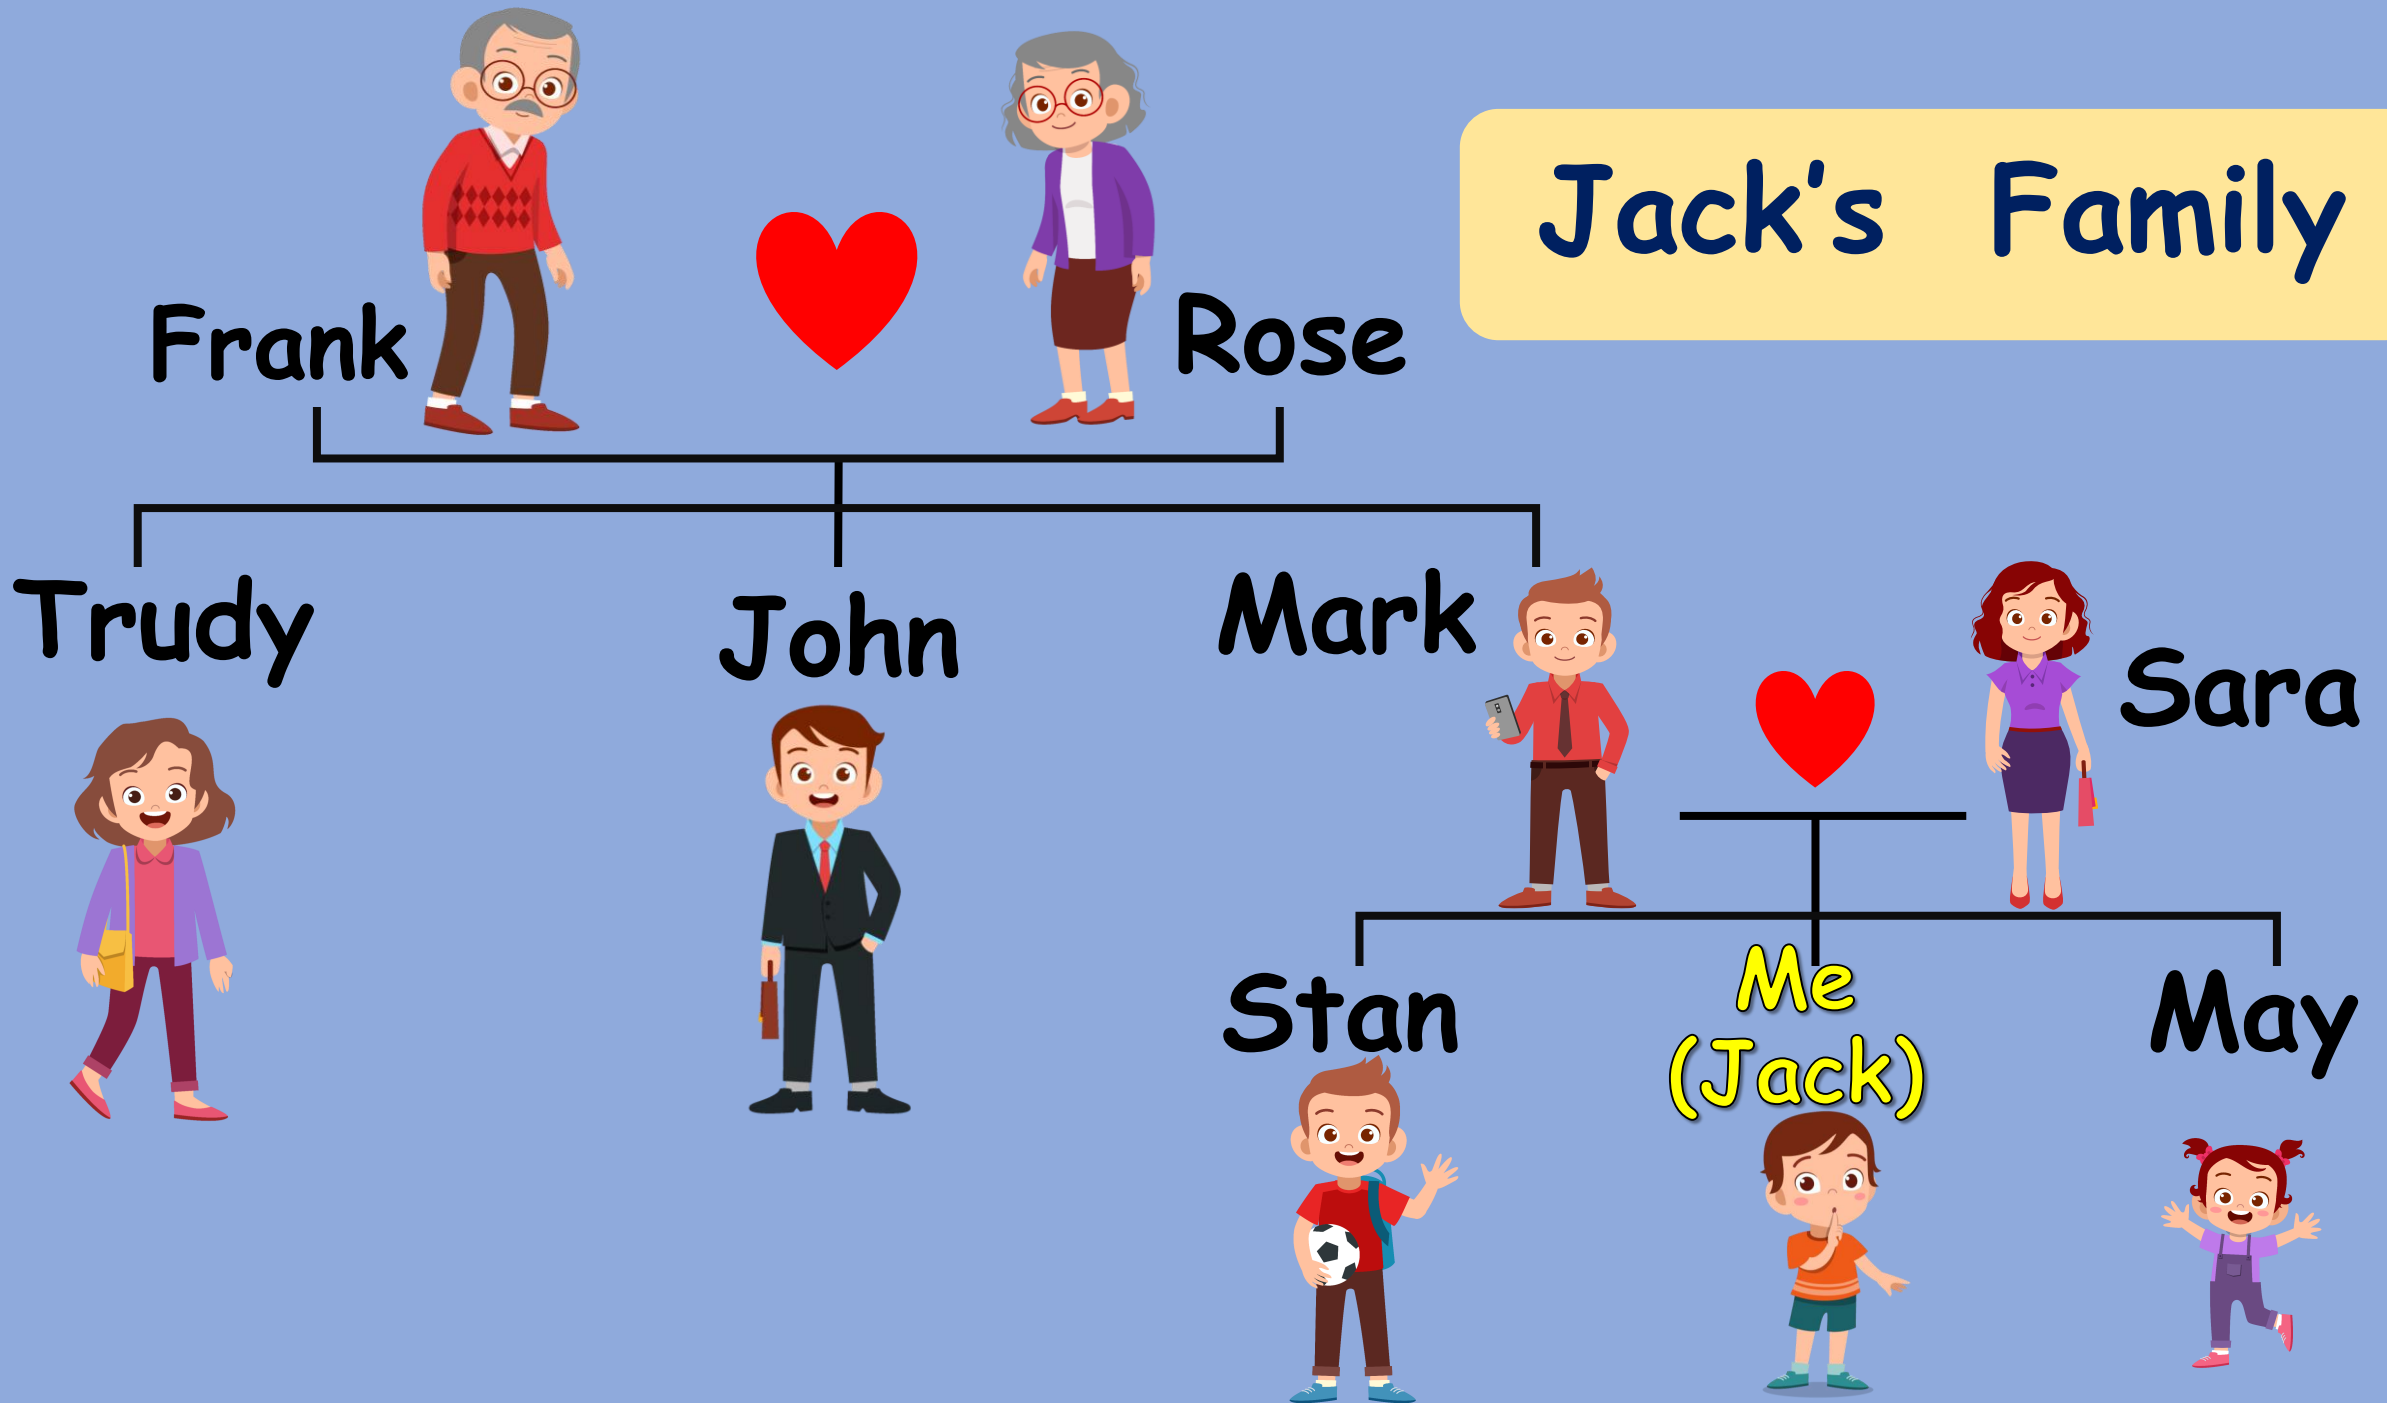 Jack's Family
Frank
Rose
Trudy
John
Mark
Sara
Stan
Me
(Jack)
May